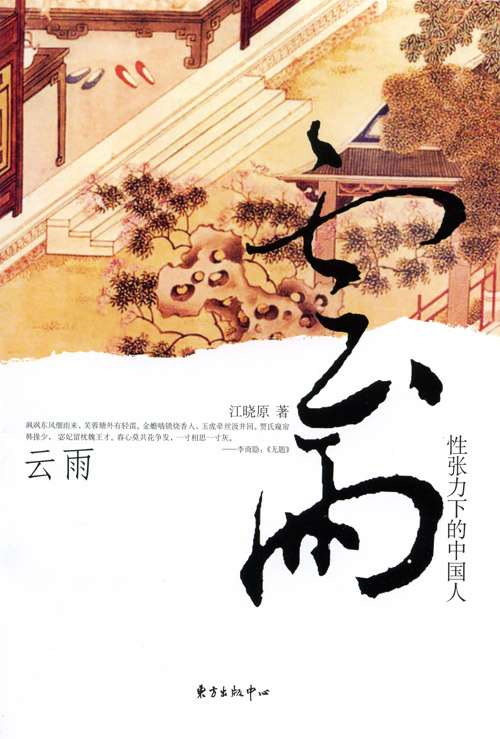 雲雨
江晓原 著
飒飒东风细雨来，芙蓉塘外有轻雷。金蟾啮锁烧香入，玉虎牵丝汲井回。贾氏窥帘
韩掾少， 宓妃留枕魏王才。春心莫共花争发，一寸相思一寸灰。
——李商隐：《无题》
云雨
性张力下的中国人
东方出版中心